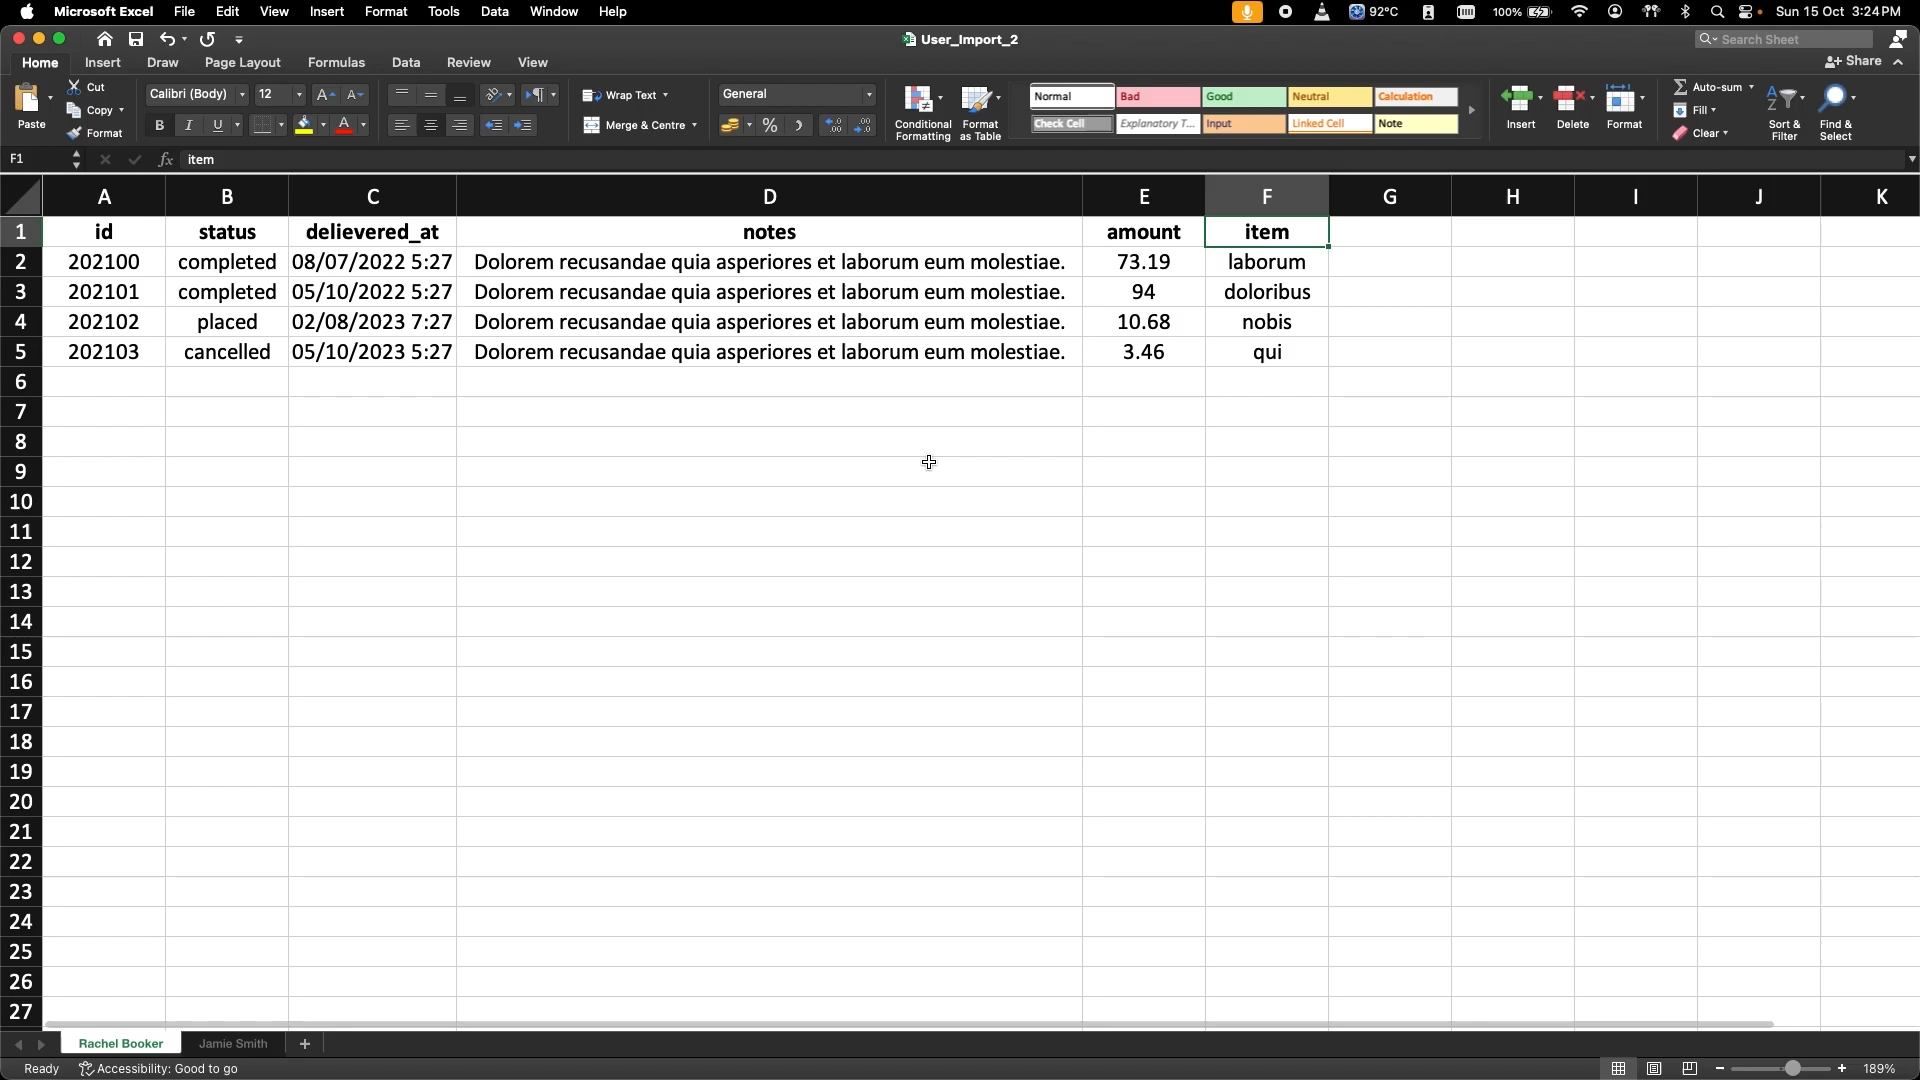 Microsoft Excel File Edit View Insert Format Tools Data Window Help 92°C 100% Sun 15 Oct 3:24 PM
User_Import_2 Search Sheet
Home Insert Draw Page Layout Formulas Data Review View Share
Paste Cut Copy Format
Calibri (Body) 12 A A
B I U A
Wrap Text
Merge & Centre
General
%
Conditional Formatting
Format as Table
Normal Bad Good Neutral Calculation
Check Cell Explanatory T... Input Linked Cell Note
Insert Delete Format
Auto-sum
Fill
Clear
Sort & Filter
Find & Select
F1 fx item
A B C D E F G H I J K
1 id status delievered_at notes amount item
2 202100 completed 08/07/2022 5:27 Dolorem recusandae quia asperiores et laborum eum molestiae. 73.19 laborum
3 202101 completed 05/10/2022 5:27 Dolorem recusandae quia asperiores et laborum eum molestiae. 94 doloribus
4 202102 placed 02/08/2023 7:27 Dolorem recusandae quia asperiores et laborum eum molestiae. 10.68 nobis
5 202103 cancelled 05/10/2023 5:27 Dolorem recusandae quia asperiores et laborum eum molestiae. 3.46 qui
6
7
8
9
10
11
12
13
14
15
16
17
18
19
20
21
22
23
24
25
26
27
Rachel Booker Jamie Smith +
Ready Accessibility: Good to go 189%